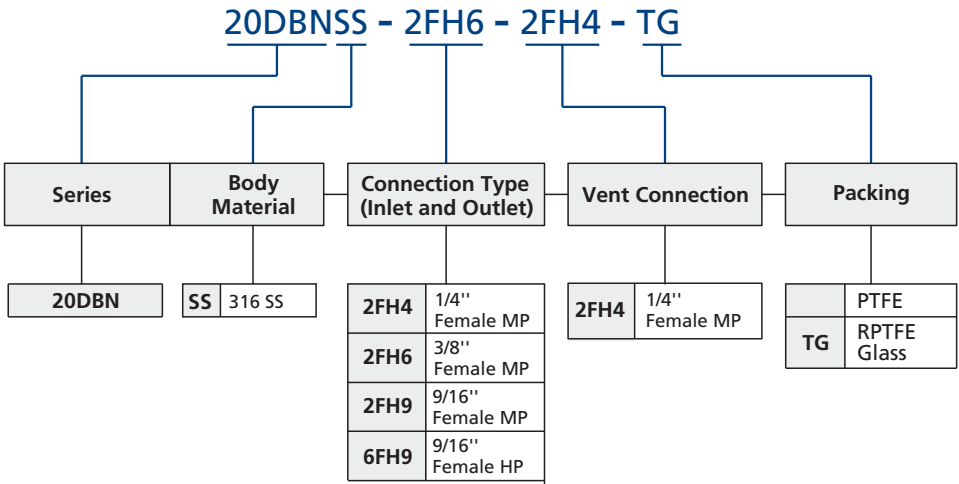 20DBNSS - 2FH6 - 2FH4 - TG
Series
Body
Material
Connection Type
(Inlet and Outlet)
Vent Connection
Packing
20DBN
SS 316 SS
2FH4 1/4''
Female MP
2FH6 3/8''
Female MP
2FH9 9/16''
Female MP
6FH9 9/16''
Female HP
2FH4 1/4''
Female MP
PTFE
TG RPTFE
Glass